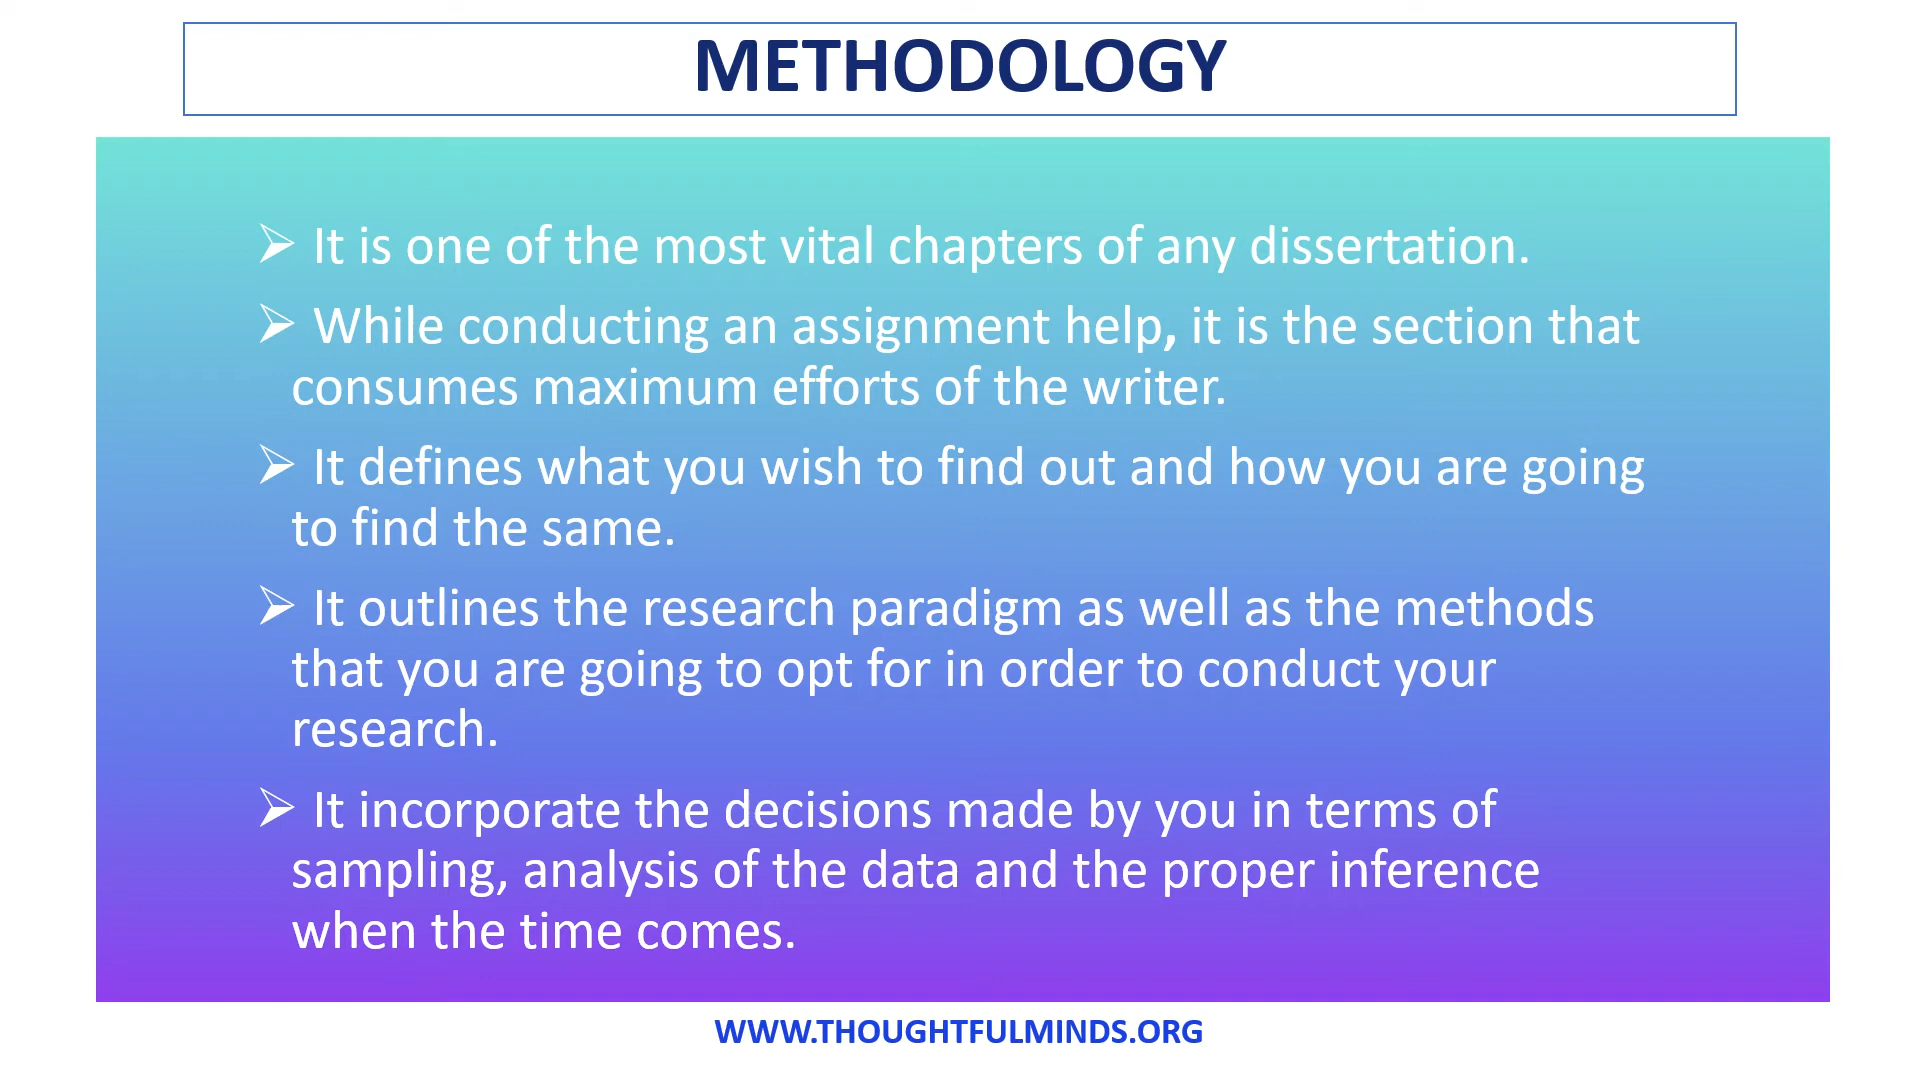 METHODOLOGY
➢ It is one of the most vital chapters of any dissertation.
➢ While conducting an assignment help, it is the section that
consumes maximum efforts of the writer.
➢ It defines what you wish to find out and how you are going
to find the same.
➢ It outlines the research paradigm as well as the methods
that you are going to opt for in order to conduct your
research.
➢ It incorporate the decisions made by you in terms of
sampling, analysis of the data and the proper inference
when the time comes.
WWW.THOUGHTFULMINDS.ORG